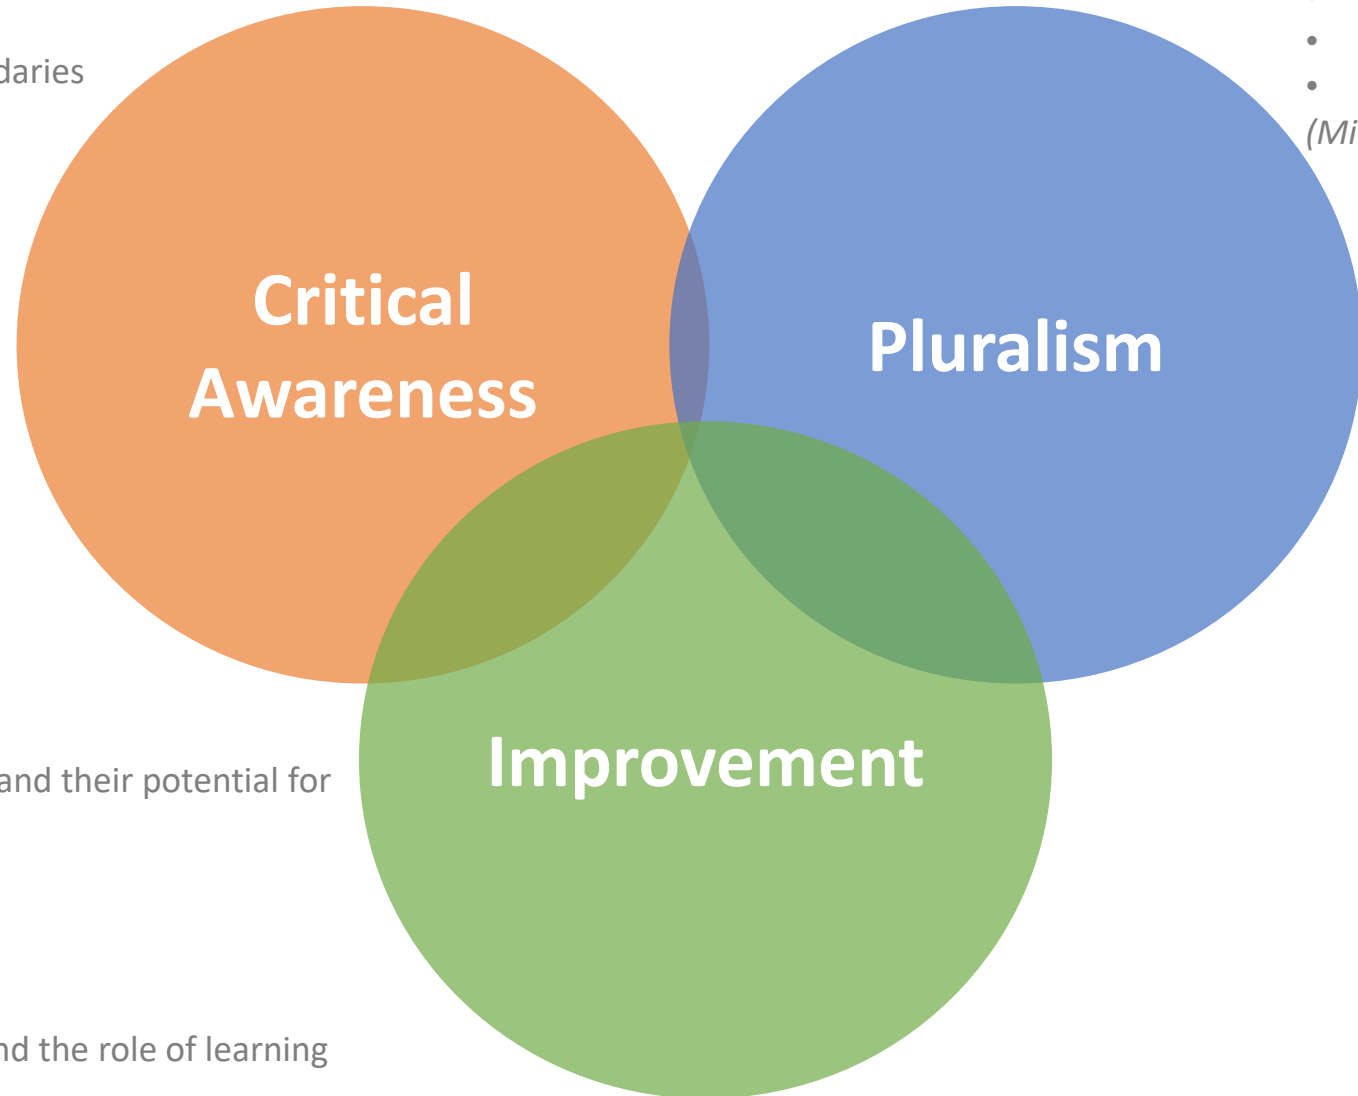 daries
•
•
(Mi
Critical
Awareness
Pluralism
Improvement
and their potential for
nd the role of learning